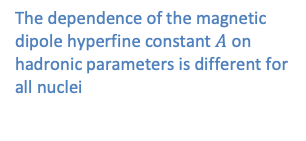 The dependence of the magnetic
dipole hyperfine constant A on
hadronic parameters is different for
all nuclei